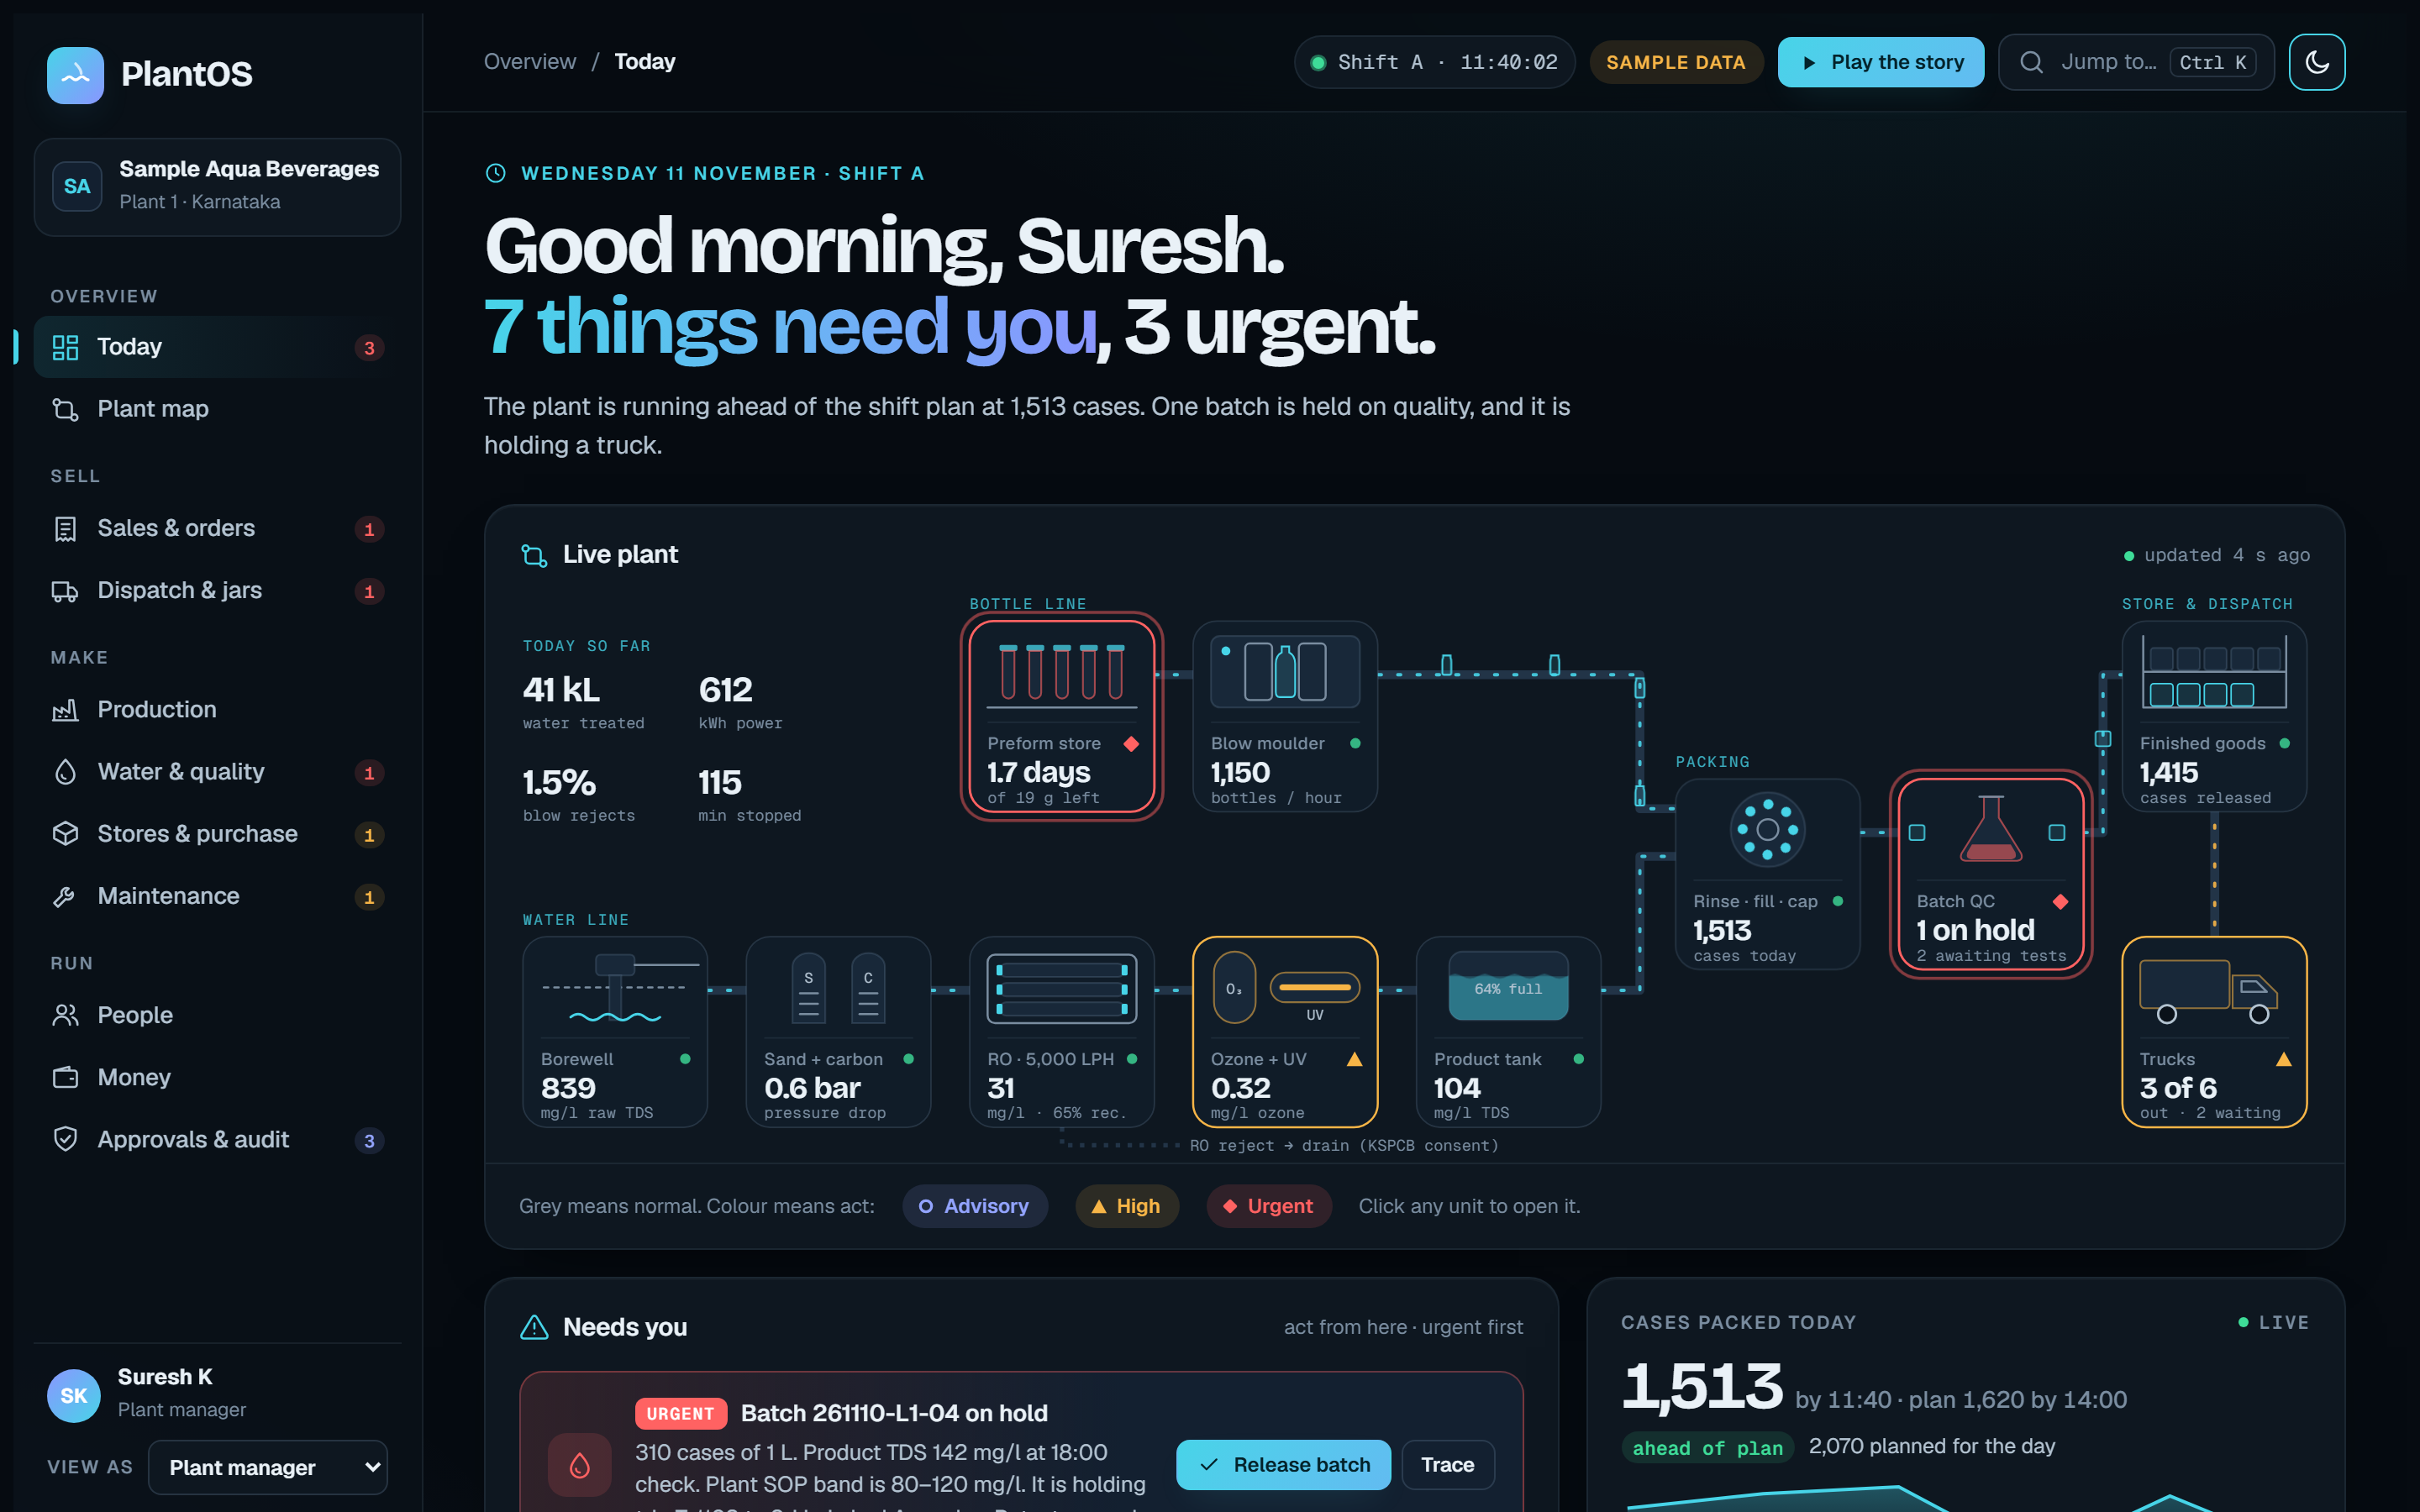 PlantOS
SA
Sample Aqua Beverages
Plant 1 · Karnataka
OVERVIEW
Today 3
Plant map
SELL
Sales & orders 1
Dispatch & jars 1
MAKE
Production
Water & quality 1
Stores & purchase 1
Maintenance 1
RUN
People
Money
Approvals & audit 3
SK
Suresh K
Plant manager
VIEW AS Plant manager
Overview / Today
Shift A · 11:40:02
SAMPLE DATA
Play the story
Jump to... Ctrl K
WEDNESDAY 11 NOVEMBER · SHIFT A
Good morning, Suresh.
7 things need you, 3 urgent.
The plant is running ahead of the shift plan at 1,513 cases. One batch is held on quality, and it is
holding a truck.
Live plant
updated 4 s ago
TODAY SO FAR
41 kL
water treated
612
kWh power
1.5%
blow rejects
115
min stopped
BOTTLE LINE
Preform store
1.7 days
of 19 g left
Blow moulder
1,150
bottles / hour
PACKING
Rinse · fill · cap
1,513
cases today
Batch QC
1 on hold
2 awaiting tests
STORE & DISPATCH
Finished goods
1,415
cases released
WATER LINE
Borewell
839
mg/l raw TDS
S C
Sand + carbon
0.6 bar
pressure drop
RO · 5,000 LPH
31
mg/l · 65% rec.
O₃
UV
Ozone + UV
0.32
mg/l ozone
64% full
Product tank
104
mg/l TDS
Trucks
3 of 6
out · 2 waiting
RO reject → drain (KSPCB consent)
Grey means normal. Colour means act:
Advisory
High
Urgent
Click any unit to open it.
Needs you
act from here · urgent first
URGENT Batch 261110-L1-04 on hold
310 cases of 1 L. Product TDS 142 mg/l at 18:00
check. Plant SOP band is 80–120 mg/l. It is holding
Release batch
Trace
CASES PACKED TODAY
LIVE
1,513 by 11:40 · plan 1,620 by 14:00
ahead of plan 2,070 planned for the day